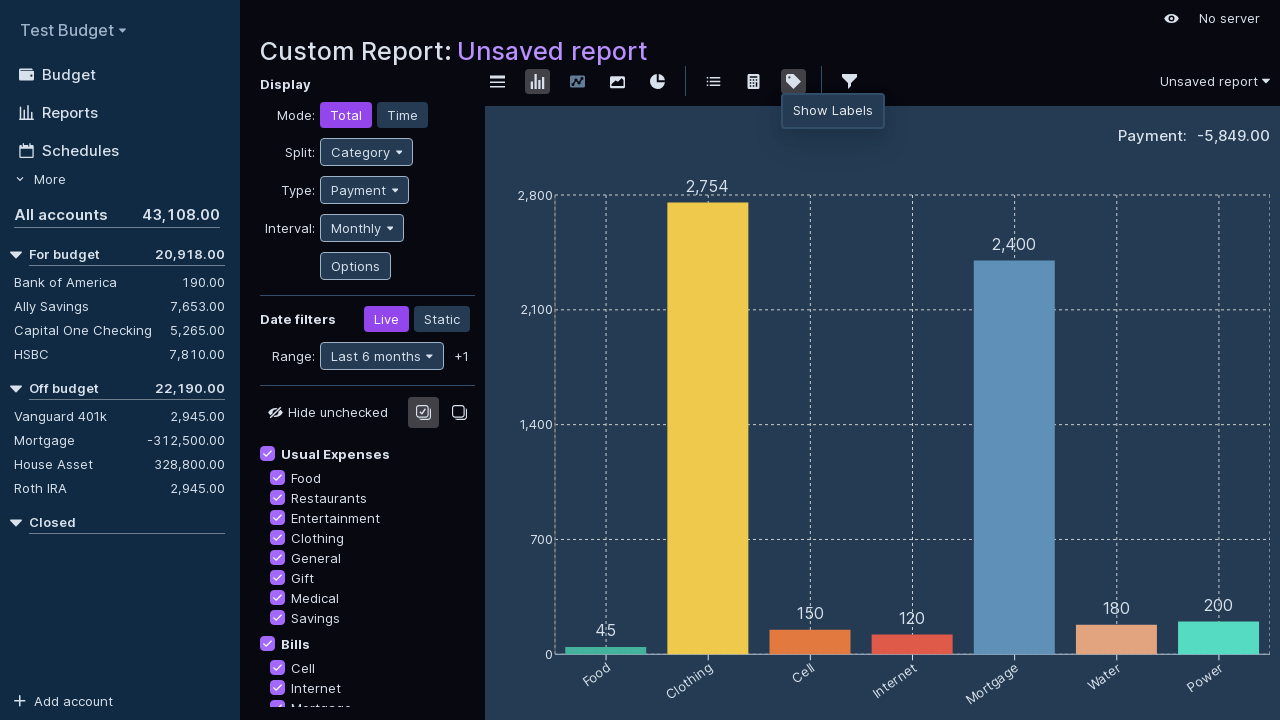 Test Budget
Budget
Reports
Schedules
More
All accounts 43,108.00
For budget 20,918.00
Bank of America 190.00
Ally Savings 7,653.00
Capital One Checking 5,265.00
HSBC 7,810.00
Off budget 22,190.00
Vanguard 401k 2,945.00
Mortgage -312,500.00
House Asset 328,800.00
Roth IRA 2,945.00
Closed
Add account
No server
Custom Report: Unsaved report
Display
Mode: Total Time
Split: Category
Type: Payment
Interval: Monthly
Options
Date filters Live Static
Range: Last 6 months +1
Hide unchecked
Usual Expenses
Food
Restaurants
Entertainment
Clothing
General
Gift
Medical
Savings
Bills
Cell
Internet
Mortgage
Unsaved report
Show Labels
Payment: -5,849.00
2,800
2,100
1,400
700
0
45
2,754
150
120
2,400
180
200
Food
Clothing
Cell
Internet
Mortgage
Water
Power